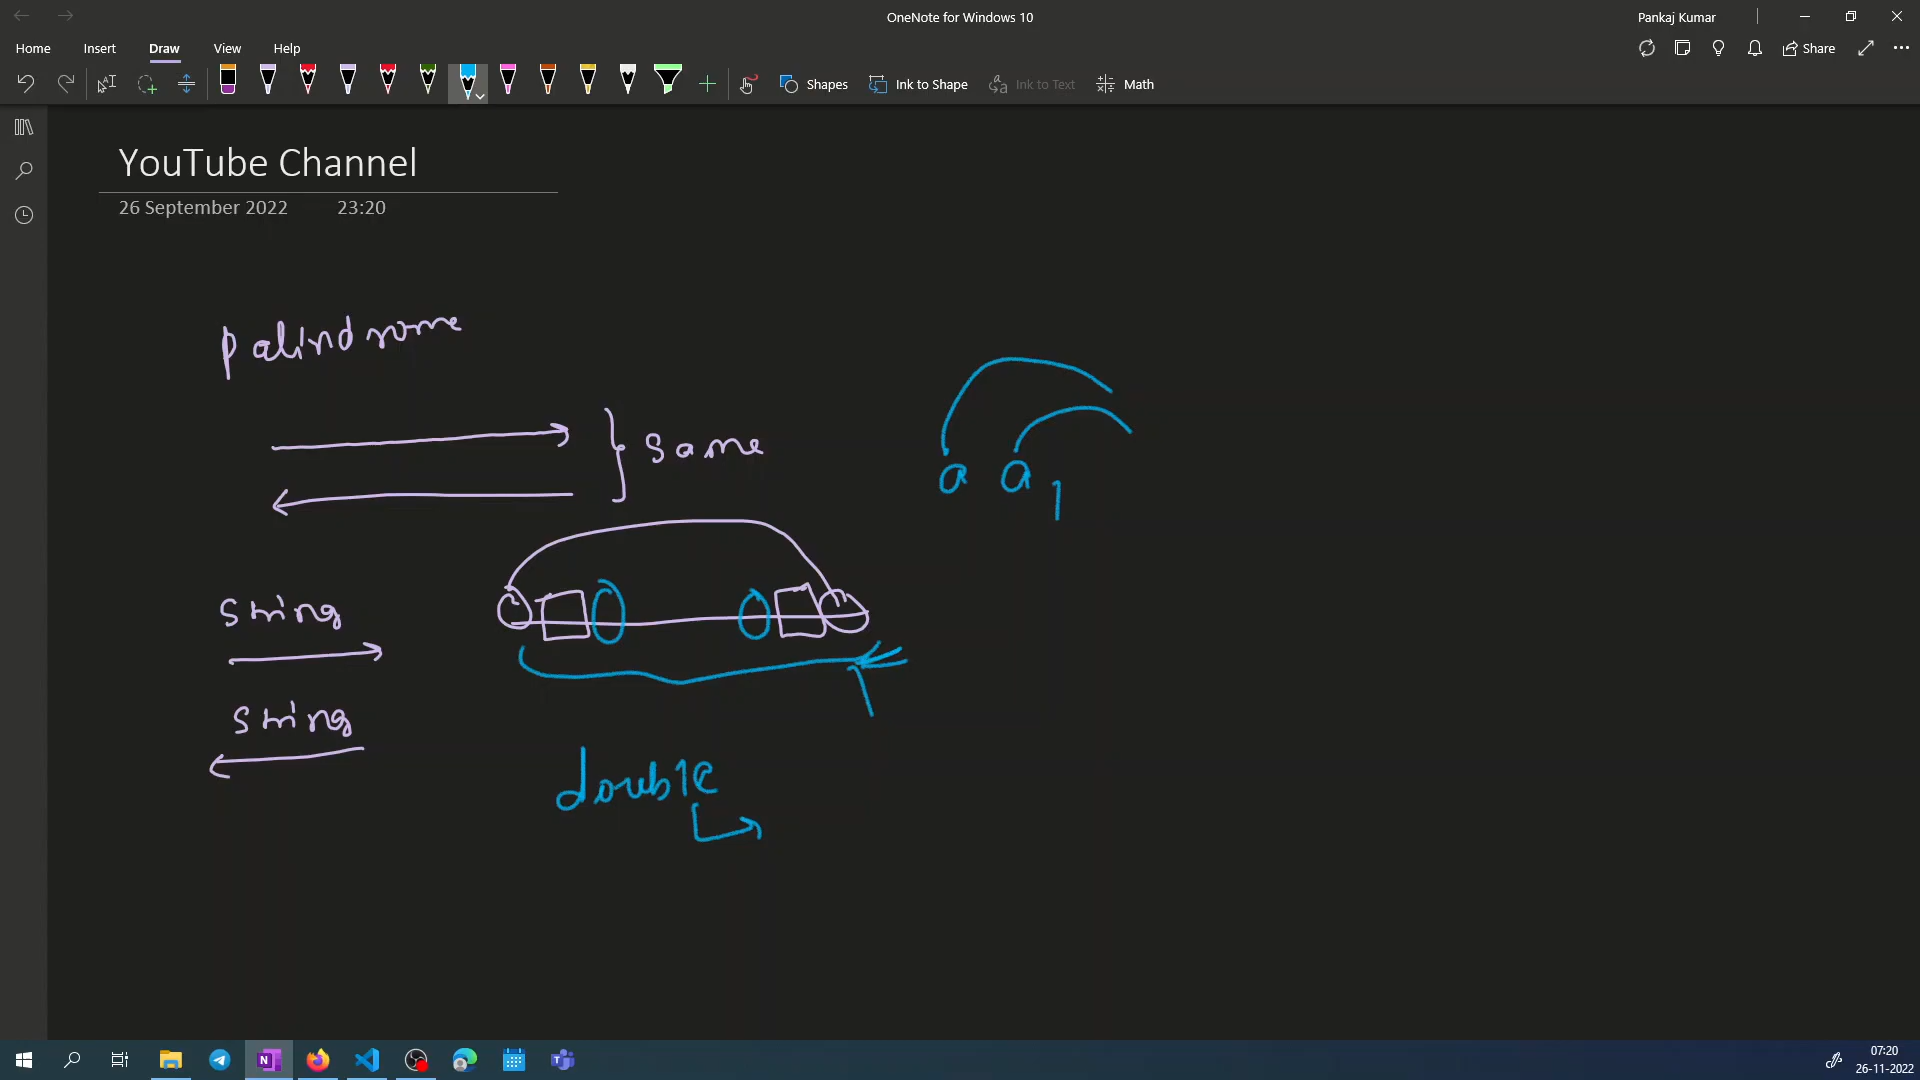 OneNote for Windows 10
Pankaj Kumar
Home Insert Draw View Help
Share
Shapes Ink to Shape Ink to Text Math
YouTube Channel
26 September 2022 23:20
palindrome
same
a a
string
string
double
07:20
26-11-2022